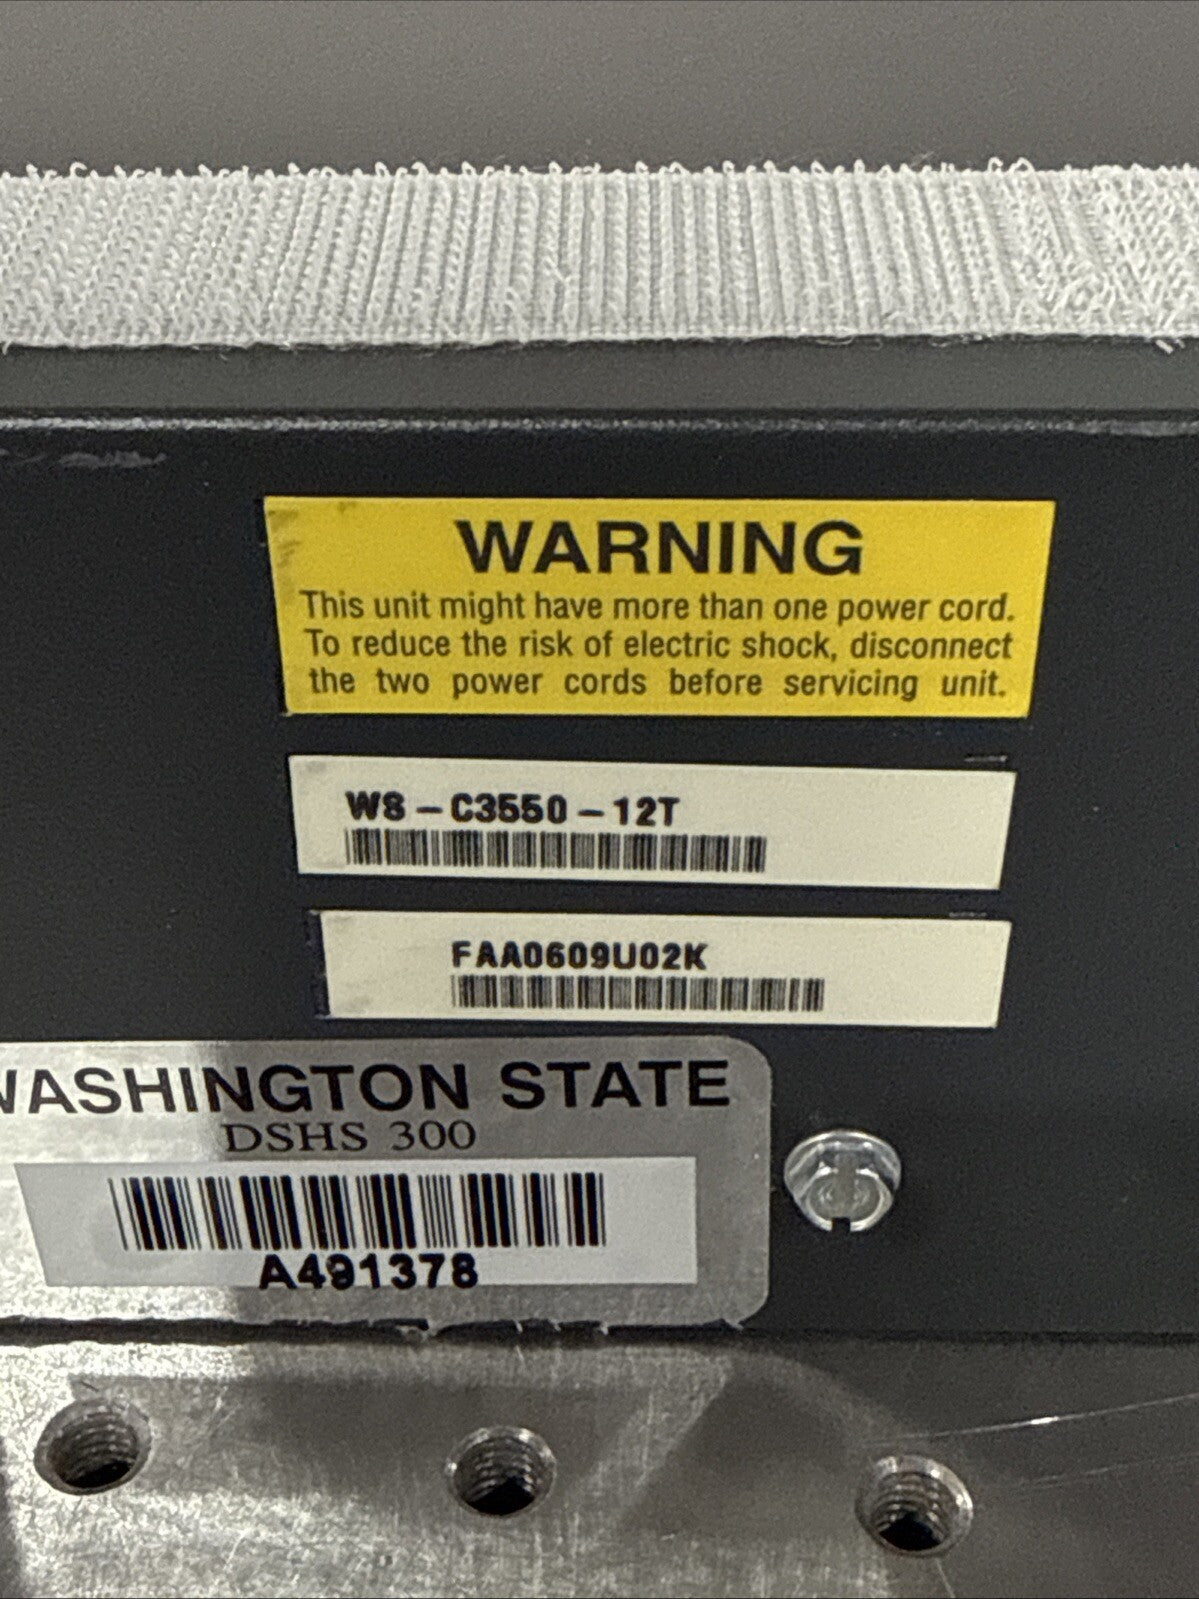 WARNING
This unit might have more than one power cord.
To reduce the risk of electric shock, disconnect
the two power cords before servicing unit.
WS-C3550-12T
FAA0609U02K
WASHINGTON STATE
DSHS 300
A491378